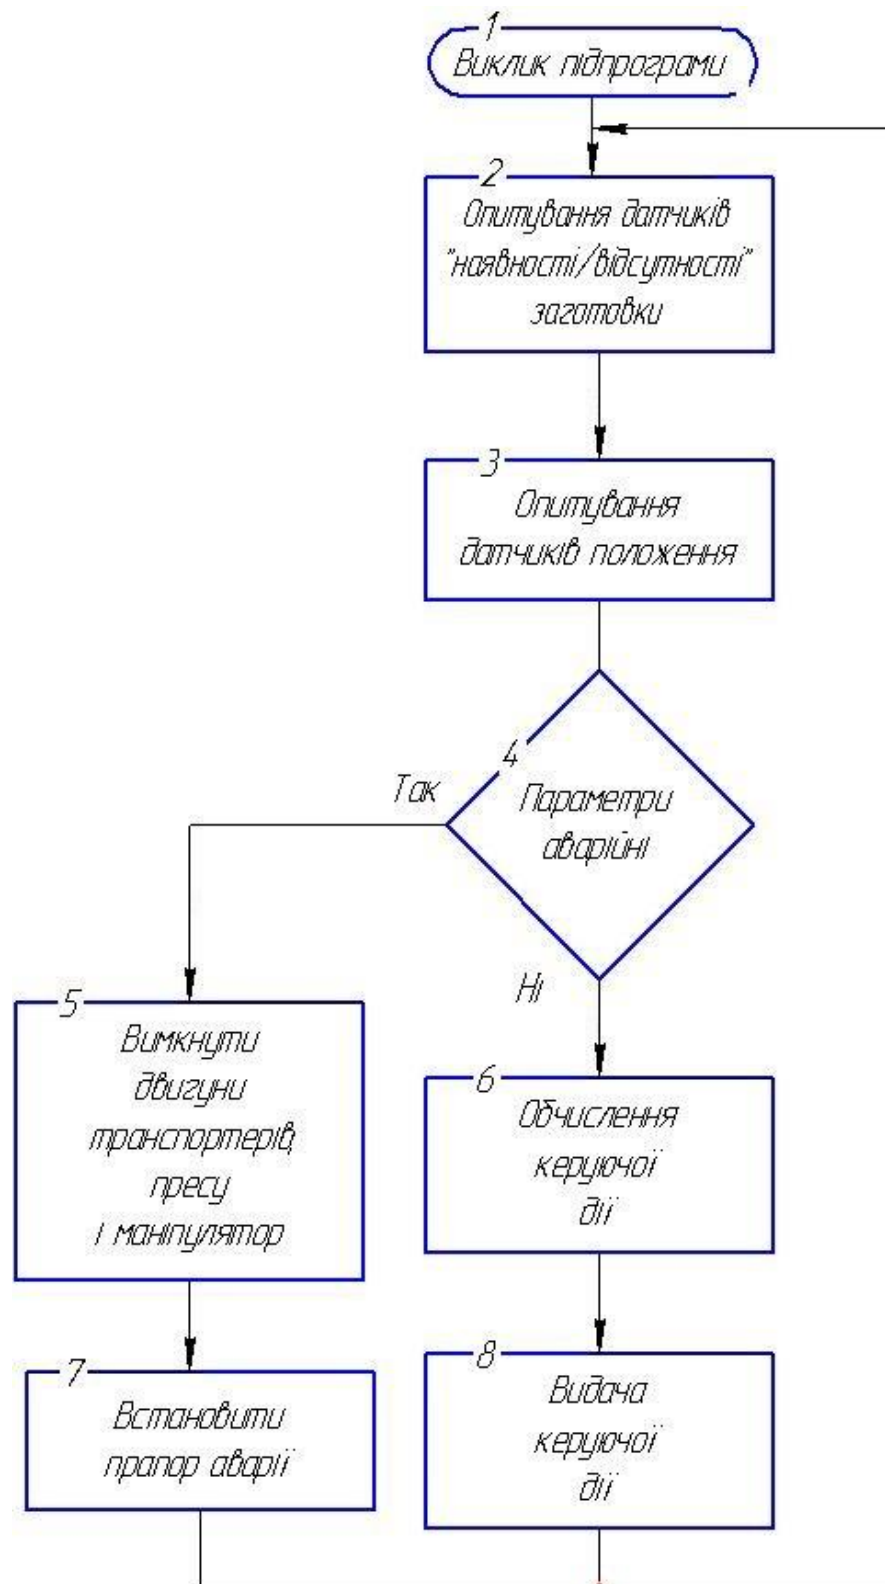 1
Виклик підпрограми
2
Опитування датчиків
"наявності/відсутності"
заготовки
3
Опитування
датчиків положення
4
Так
Параметри
аварійні
Ні
5
Вимкнути
двигуни
транспортерів,
пресу
і маніпулятор
6
Обчислення
керуючої
дії
7
Встановити
прапор аварії
8
Видача
керуючої
дії